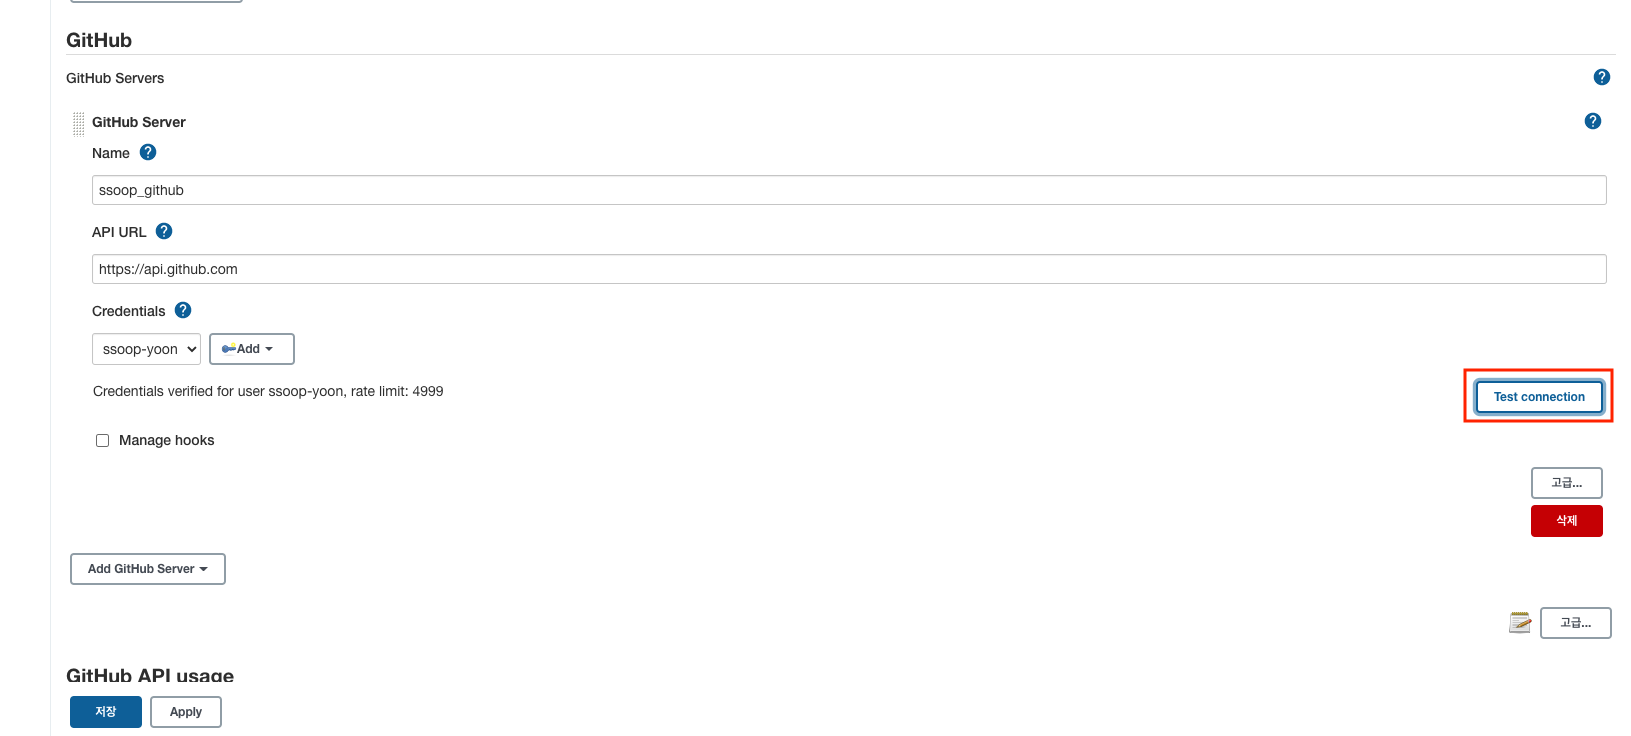 GitHub
GitHub Servers
?
GitHub Server
?
Name ?
ssoop_github
API URL ?
https://api.github.com
Credentials ?
ssoop-yoon Add
Credentials verified for user ssoop-yoon, rate limit: 4999
Test connection
Manage hooks
고급...
삭제
Add GitHub Server
고급...
GitHub API usage
저장 Apply